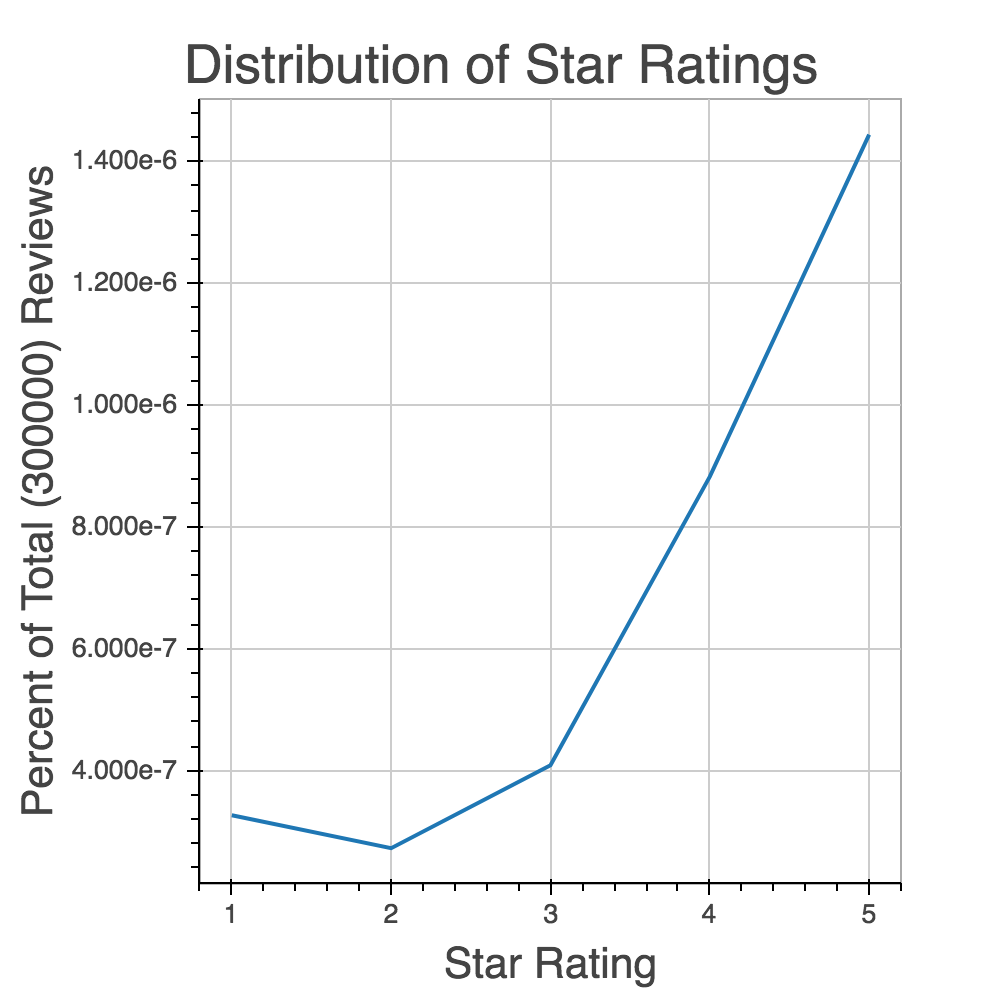 Distribution of Star Ratings
Percent of Total (300000) Reviews
1.400e-6
1.200e-6
1.000e-6
8.000e-7
6.000e-7
4.000e-7
1 2 3 4 5
Star Rating